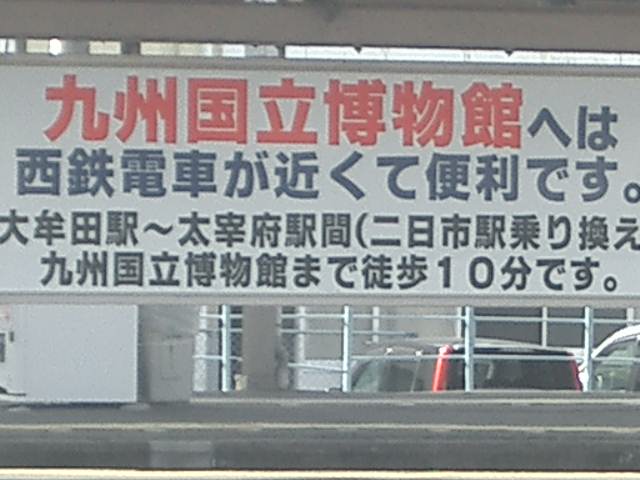 九州国立博物館へは
西鉄電車が近くて便利です。
大牟田駅～太宰府駅間(二日市駅乗り換え
九州国立博物館まで徒歩10分です。